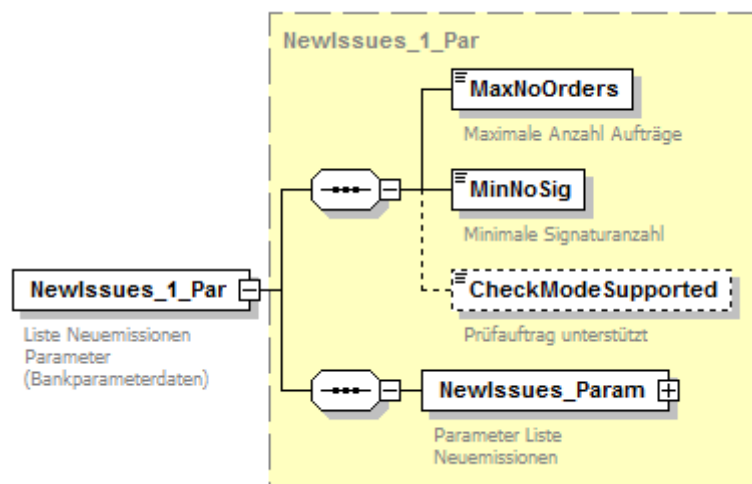 NewIssues_1_Par
MaxNoOrders
Maximale Anzahl Aufträge
MinNoSig
Minimale Signaturanzahl
NewIssues_1_Par
CheckModeSupported
Liste Neuemissionen
Parameter
(Bankparameterdaten)
Prüfauftrag unterstützt
NewIssues_Param
Parameter Liste
Neuemissionen